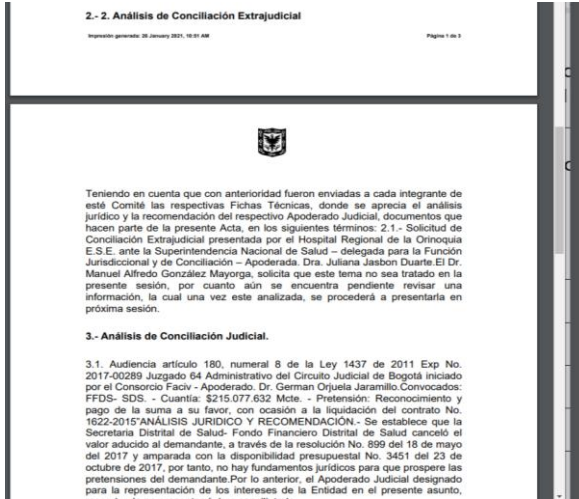 2.- 2. Análisis de Conciliación Extrajudicial
Impresión generada: 26 January 2021, 10:51 AM
Página 1 de 3
Teniendo en cuenta que con anterioridad fueron enviadas a cada integrante de
esté Comité las respectivas Fichas Técnicas, donde se aprecia el análisis
jurídico y la recomendación del respectivo Apoderado Judicial, documentos que
hacen parte de la presente Acta, en los siguientes términos: 2.1.- Solicitud de
Conciliación Extrajudicial presentada por el Hospital Regional de la Orinoquia
E.S.E. ante la Superintendencia Nacional de Salud – delegada para la Función
Jurisdiccional y de Conciliación – Apoderada. Dra. Juliana Jasbon Duarte.El Dr.
Manuel Alfredo González Mayorga, solicita que este tema no sea tratado en la
presente sesión, por cuanto aún se encuentra pendiente revisar una
información, la cual una vez este analizada, se procederá a presentarla en
próxima sesión.
3.- Análisis de Conciliación Judicial.
3.1. Audiencia artículo 180, numeral 8 de la Ley 1437 de 2011 Exp No.
2017-00289 Juzgado 64 Administrativo del Circuito Judicial de Bogotá iniciado
por el Consorcio Faciv - Apoderado. Dr. German Orjuela Jaramillo.Convocados:
FFDS- SDS. - Cuantía: $215.077.632 Mcte. - Pretensión: Reconocimiento y
pago de la suma a su favor, con ocasión a la liquidación del contrato No.
1622-2015"ANÁLISIS JURIDICO Y RECOMENDACIÓN.- Se establece que la
Secretaria Distrital de Salud- Fondo Financiero Distrital de Salud canceló el
valor aducido al demandante, a través de la resolución No. 899 del 18 de mayo
del 2017 y amparada con la disponibilidad presupuestal No. 3451 del 23 de
octubre de 2017, por tanto, no hay fundamentos jurídicos para que prospere las
pretensiones del demandante.Por lo anterior, el Apoderado Judicial designado
para la representación de los intereses de la Entidad en el presente asunto,